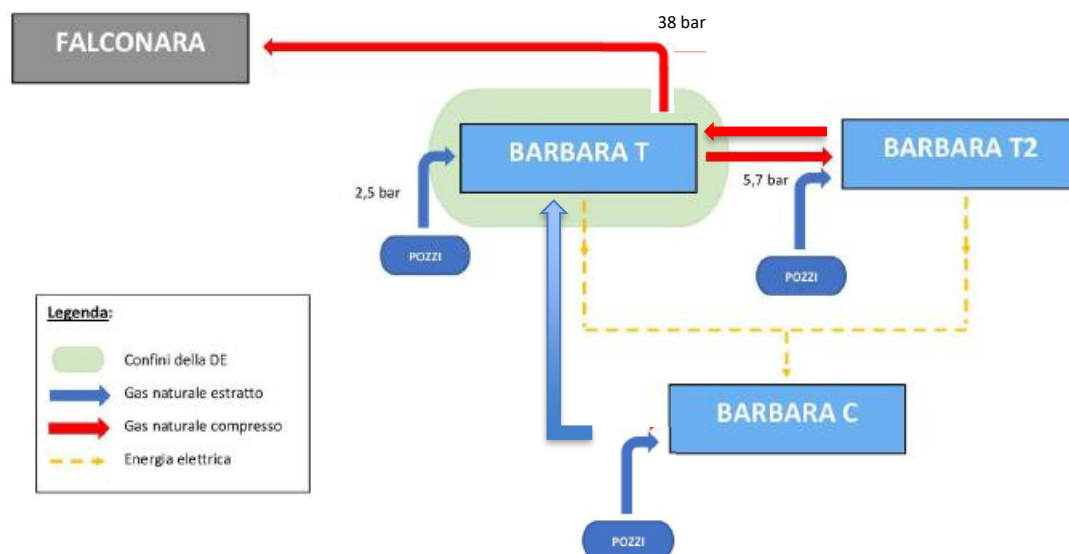 38 bar
FALCONARA
BARBARA T
BARBARA T2
2,5 bar
5,7 bar
POZZI
POZZI
Legenda:
Confini della DE
Gas naturale estratto
Gas naturale compresso
Energia elettrica
BARBARA C
POZZI